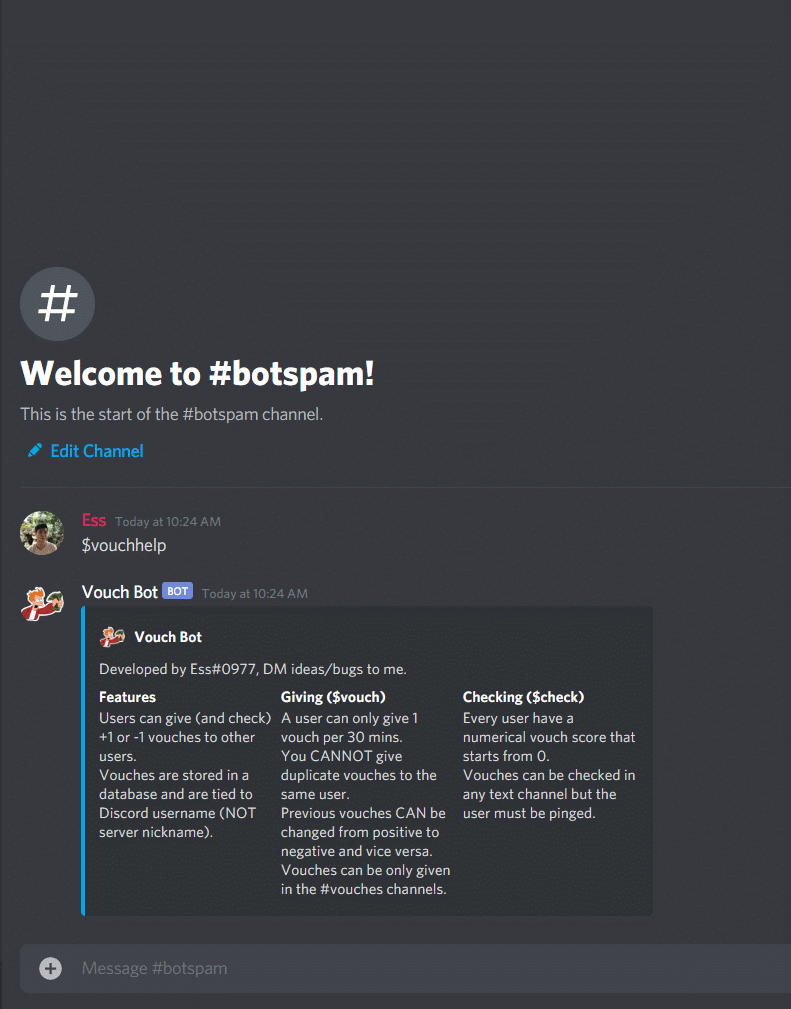 #
Welcome to #botspam!
This is the start of the #botspam channel.
Edit Channel
Ess Today at 10:24 AM
$vouchhelp
Vouch Bot BOT Today at 10:24 AM
Vouch Bot
Developed by Ess#0977, DM ideas/bugs to me.
Features
Users can give (and check)
+1 or -1 vouches to other
users.
Vouches are stored in a
database and are tied to
Discord username (NOT
server nickname).
Giving ($vouch)
A user can only give 1
vouch per 30 mins.
You CANNOT give
duplicate vouches to the
same user.
Previous vouches CAN be
changed from positive to
negative and vice versa.
Vouches can be only given
in the #vouches channels.
Checking ($check)
Every user have a
numerical vouch score that
starts from 0.
Vouches can be checked in
any text channel but the
user must be pinged.
Message #botspam